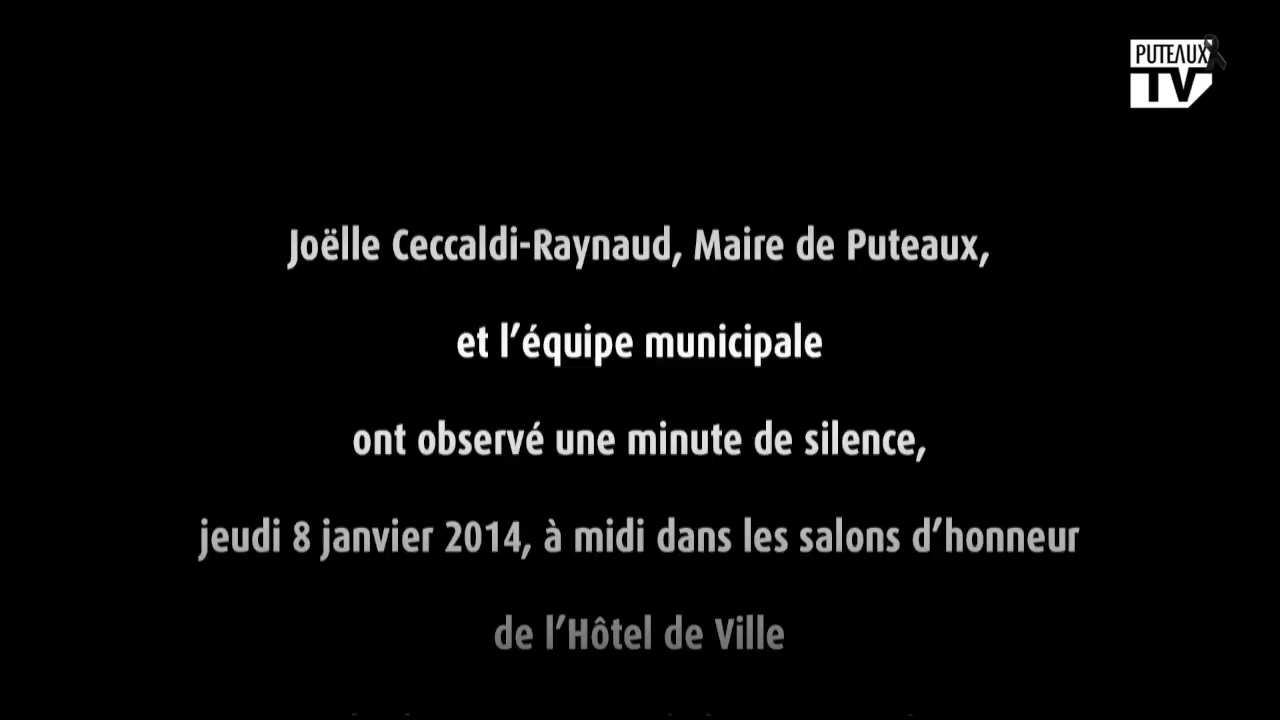 PUTEAUX
TV
Joëlle Ceccaldi-Raynaud, Maire de Puteaux,
et l’équipe municipale
ont observé une minute de silence,
jeudi 8 janvier 2014, à midi dans les salons d’honneur
de l’Hôtel de Ville